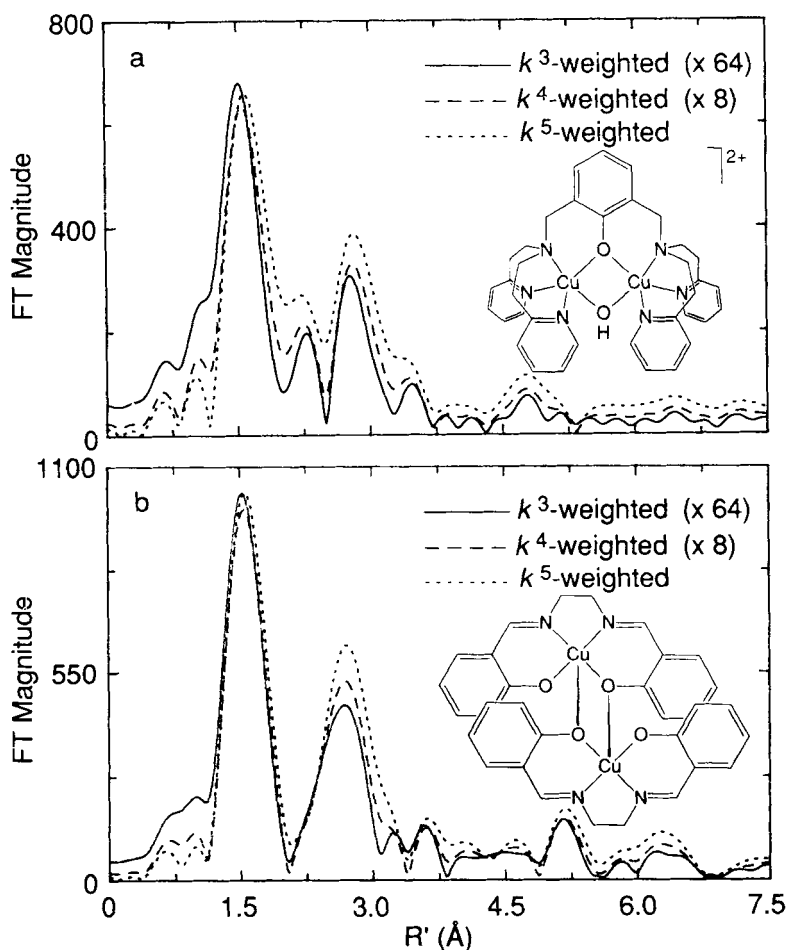 800
a
k³-weighted (x 64)
k⁴-weighted (x 8)
k⁵-weighted
2+
FT Magnitude
400
N
N
O
Cu
Cu
N
N
O
N
N
H
0
1100
b
k³-weighted (x 64)
k⁴-weighted (x 8)
k⁵-weighted
N
N
Cu
FT Magnitude
550
O
O
O
O
Cu
N
N
0
0 1.5 3.0 4.5 6.0 7.5
R' (Å)